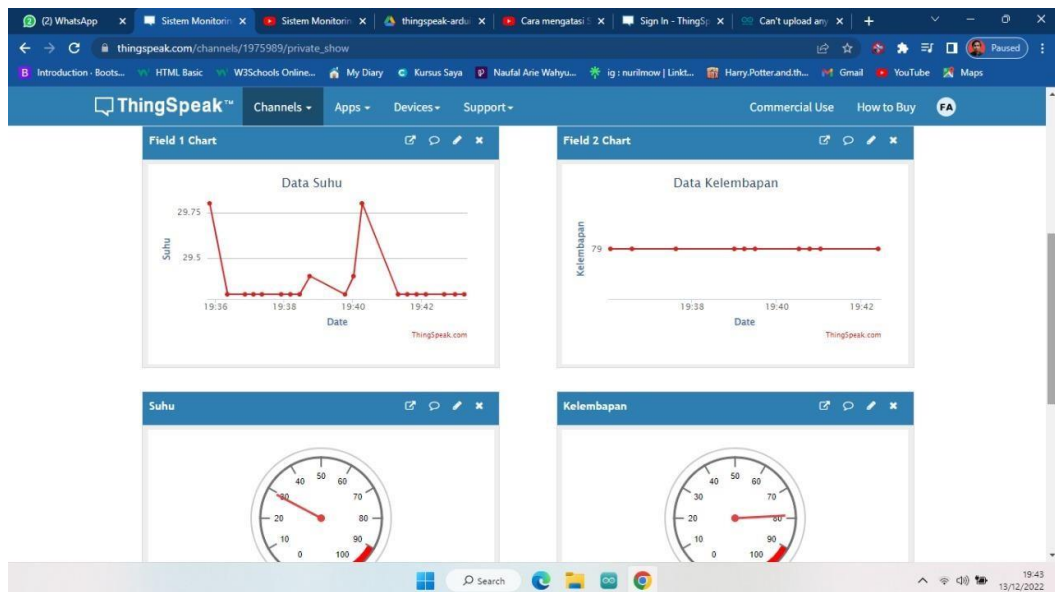 (2) WhatsApp
Sistem Monitorin
Sistem Monitorin
thingspeak-ardui
Cara mengatasi S
Sign In - ThingSp
Can't upload any
thingspeak.com/channels/1975989/private_show
Paused
Introduction · Boots...
HTML Basic
W3Schools Online...
My Diary
Kursus Saya
Naufal Arie Wahyu...
ig : nurilmow | Linkt...
Harry.Potter.and.th...
Gmail
YouTube
Maps
ThingSpeak™
Channels
Apps
Devices
Support
Commercial Use
How to Buy
FA
Field 1 Chart
Data Suhu
Suhu
29.75
29.5
19:36 19:38 19:40 19:42
Date
ThingSpeak.com
Field 2 Chart
Data Kelembapan
Kelembapan
79
19:38 19:40 19:42
Date
ThingSpeak.com
Suhu
0 10 20 30 40 50 60 70 80 90 100
Kelembapan
0 10 20 30 40 50 60 70 80 90 100
Search
19:43
13/12/2022